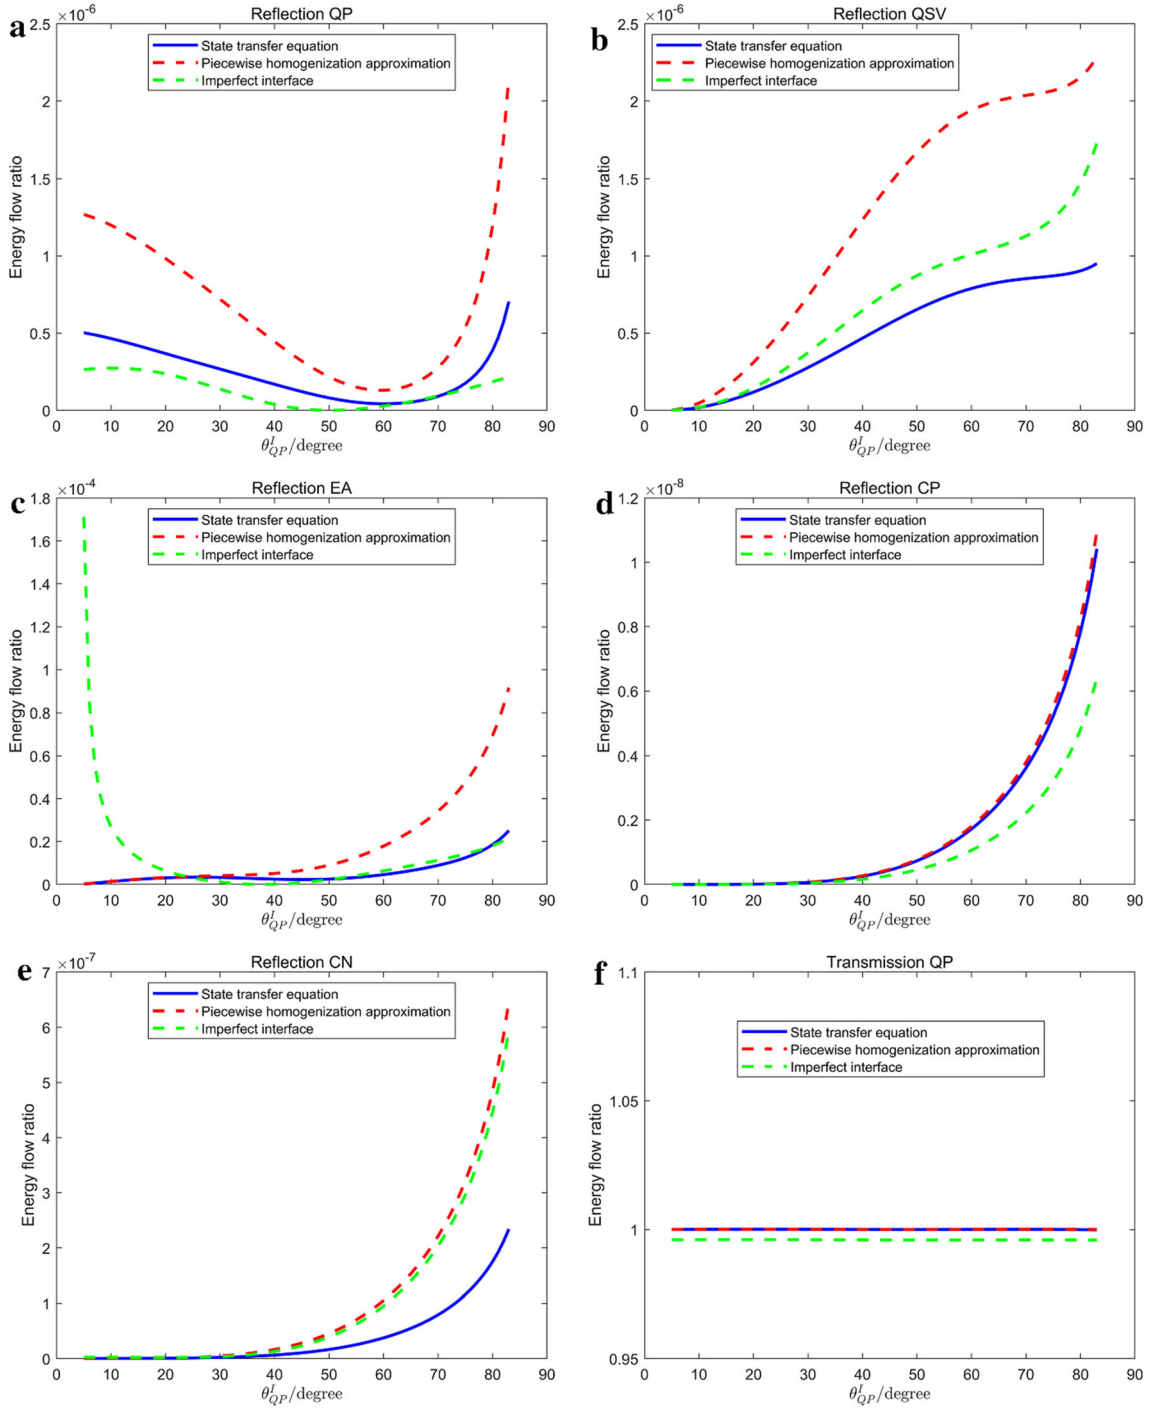 a
Reflection QP
×10⁻⁶
State transfer equation
Piecewise homogenization approximation
Imperfect interface
Energy flow ratio
2.5
2
1.5
1
0.5
0
0 10 20 30 40 50 60 70 80 90
θᴵ_QP/degree
b
Reflection QSV
×10⁻⁶
State transfer equation
Piecewise homogenization approximation
Imperfect interface
Energy flow ratio
2.5
2
1.5
1
0.5
0
0 10 20 30 40 50 60 70 80 90
θᴵ_QP/degree
c
Reflection EA
×10⁻⁴
State transfer equation
Piecewise homogenization approximation
Imperfect interface
Energy flow ratio
1.8
1.6
1.4
1.2
1
0.8
0.6
0.4
0.2
0
0 10 20 30 40 50 60 70 80 90
θᴵ_QP/degree
d
Reflection CP
×10⁻⁸
State transfer equation
Piecewise homogenization approximation
Imperfect interface
Energy flow ratio
1.2
1
0.8
0.6
0.4
0.2
0
0 10 20 30 40 50 60 70 80 90
θᴵ_QP/degree
e
Reflection CN
×10⁻⁷
State transfer equation
Piecewise homogenization approximation
Imperfect interface
Energy flow ratio
7
6
5
4
3
2
1
0
0 10 20 30 40 50 60 70 80 90
θᴵ_QP/degree
f
Transmission QP
State transfer equation
Piecewise homogenization approximation
Imperfect interface
Energy flow ratio
1.1
1.05
1
0.95
0 10 20 30 40 50 60 70 80 90
θᴵ_QP/degree